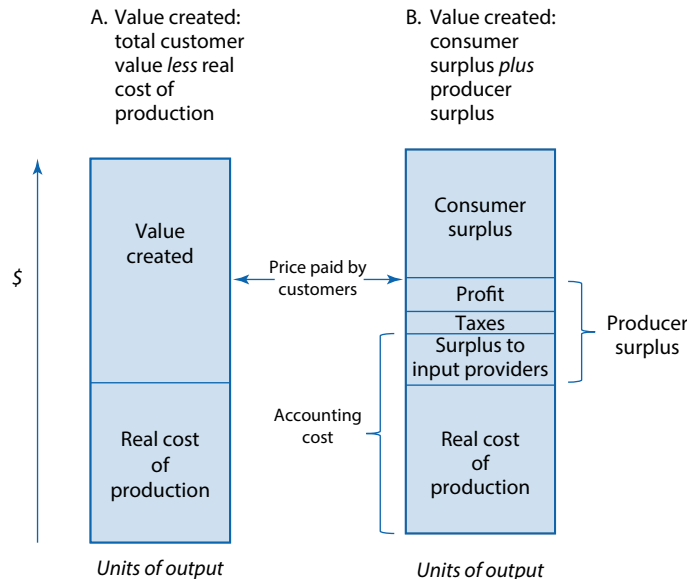 A. Value created:
total customer
value less real
cost of
production
B. Value created:
consumer
surplus plus
producer
surplus
$
Value
created
Real cost
of
production
Units of output
Price paid by
customers
Consumer
surplus
Profit
Taxes
Surplus to
input providers
Real cost
of
production
Producer
surplus
Accounting
cost
Units of output